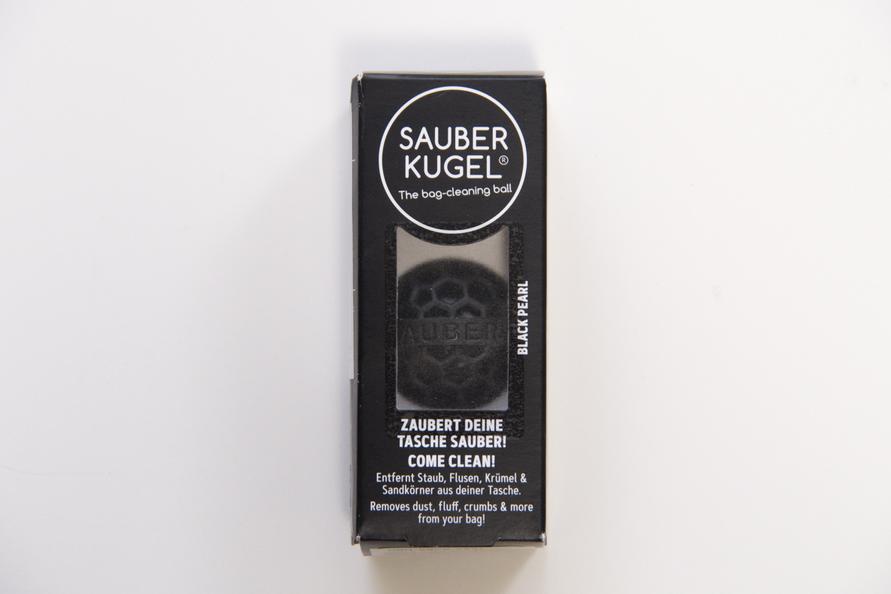 SAUBER
KUGEL®
The bag-cleaning ball
AUBER
BLACK PEARL
ZAUBERT DEINE
TASCHE SAUBER!
COME CLEAN!
Entfernt Staub, Flusen, Krümel &
Sandkörner aus deiner Tasche.
Removes dust, fluff, crumbs & more
from your bag!